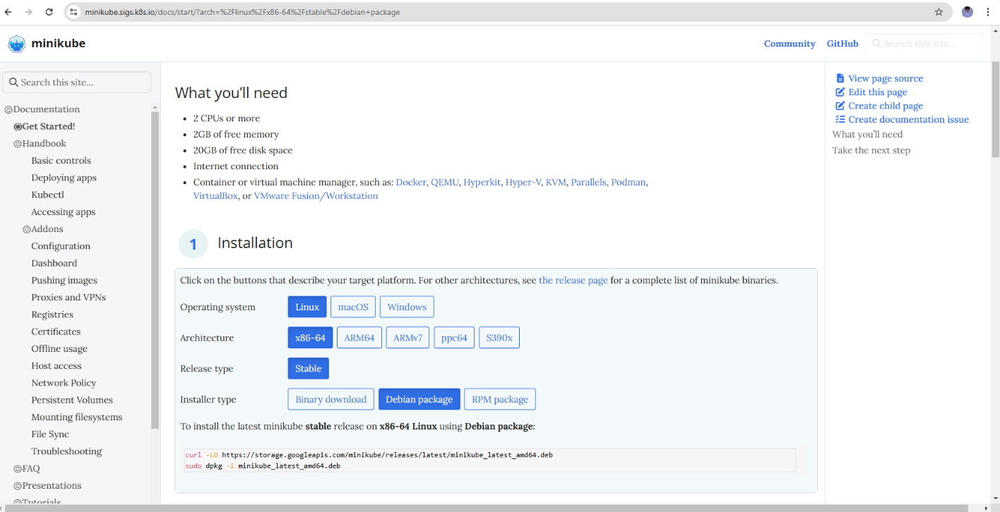 minikube.sigs.k8s.io/docs/start/?arch=%2Flinux%2Fx86-64%2Fstable%2Fdebian+package
minikube
Community
GitHub
Search this site...
Search this site...
Documentation
Get Started!
Handbook
Basic controls
Deploying apps
Kubectl
Accessing apps
Addons
Configuration
Dashboard
Pushing images
Proxies and VPNs
Registries
Certificates
Offline usage
Host access
Network Policy
Persistent Volumes
Mounting filesystems
File Sync
Troubleshooting
FAQ
Presentations
Tutorials
What you’ll need
2 CPUs or more
2GB of free memory
20GB of free disk space
Internet connection
Container or virtual machine manager, such as: Docker, QEMU, Hyperkit, Hyper-V, KVM, Parallels, Podman,
VirtualBox, or VMware Fusion/Workstation
1 Installation
Click on the buttons that describe your target platform. For other architectures, see the release page for a complete list of minikube binaries.
Operating system Linux macOS Windows
Architecture x86-64 ARM64 ARMv7 ppc64 S390x
Release type Stable
Installer type Binary download Debian package RPM package
To install the latest minikube stable release on x86-64 Linux using Debian package:
curl -LO https://storage.googleapis.com/minikube/releases/latest/minikube_latest_amd64.deb
sudo dpkg -i minikube_latest_amd64.deb
View page source
Edit this page
Create child page
Create documentation issue
What you’ll need
Take the next step